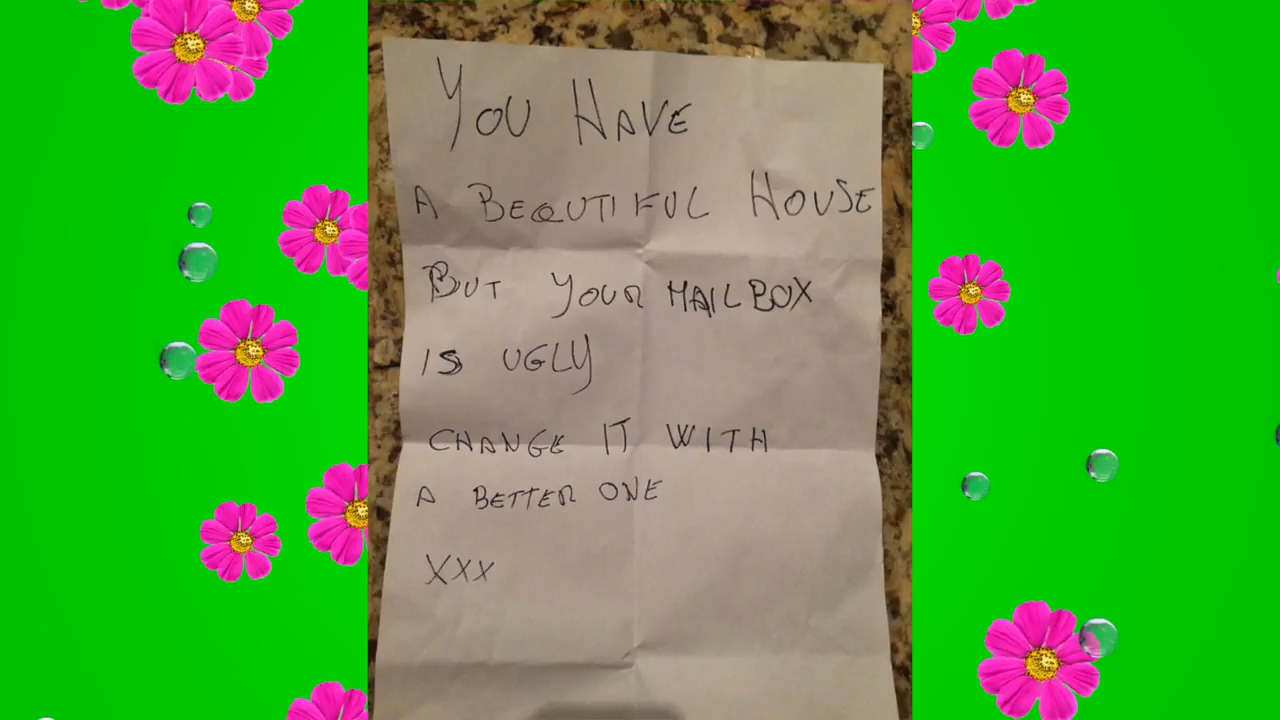 You HAVE
A BEaUTIFUL HOUSE
BUT YOUR MAILBOX
IS UGLY
CHANGE IT WITH
A BETTER ONE
XXX